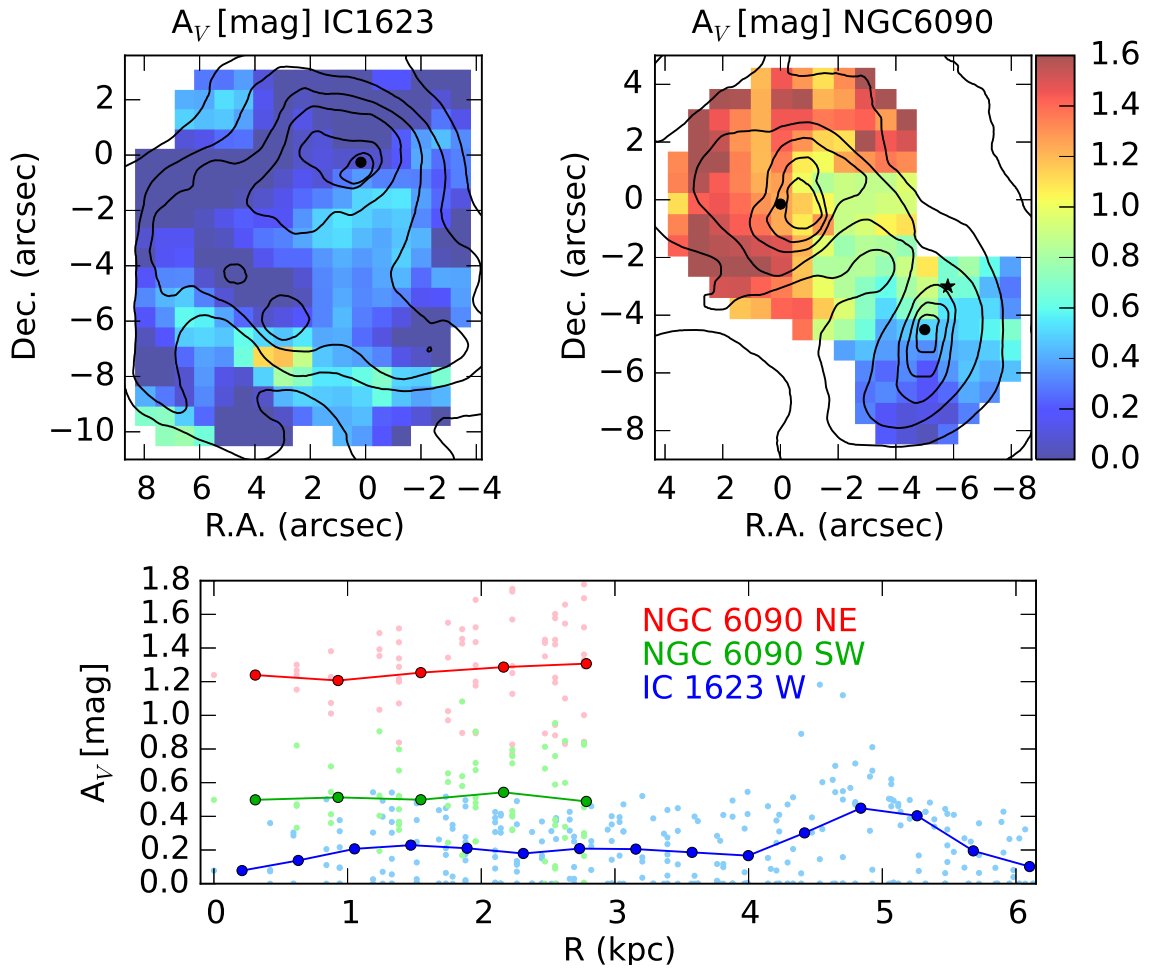 A_V [mag] IC1623
A_V [mag] NGC6090
Dec. (arcsec)
2
0
−2
−4
−6
−8
−10
8 6 4 2 0 −2 −4
R.A. (arcsec)
Dec. (arcsec)
4
2
0
−2
−4
−6
−8
4 2 0 −2 −4 −6 −8
R.A. (arcsec)
1.6
1.4
1.2
1.0
0.8
0.6
0.4
0.2
0.0
A_V [mag]
1.8
1.6
1.4
1.2
1.0
0.8
0.6
0.4
0.2
0.0
NGC 6090 NE
NGC 6090 SW
IC 1623 W
0 1 2 3 4 5 6
R (kpc)